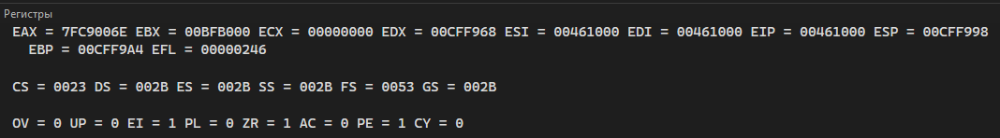 Регистры
EAX = 7FC9006E EBX = 00BFB000 ECX = 00000000 EDX = 00CFF968 ESI = 00461000 EDI = 00461000 EIP = 00461000 ESP = 00CFF998
EBP = 00CFF9A4 EFL = 00000246
CS = 0023 DS = 002B ES = 002B SS = 002B FS = 0053 GS = 002B
OV = 0 UP = 0 EI = 1 PL = 0 ZR = 1 AC = 0 PE = 1 CY = 0